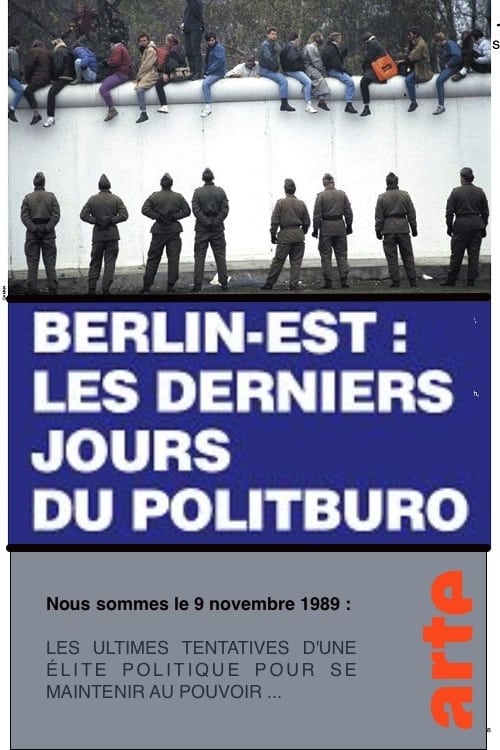 BERLIN-EST :
LES DERNIERS
JOURS
DU POLITBURO
Nous sommes le 9 novembre 1989 :
LES ULTIMES TENTATIVES D'UNE
ÉLITE POLITIQUE POUR SE
MAINTENIR AU POUVOIR ...
arte